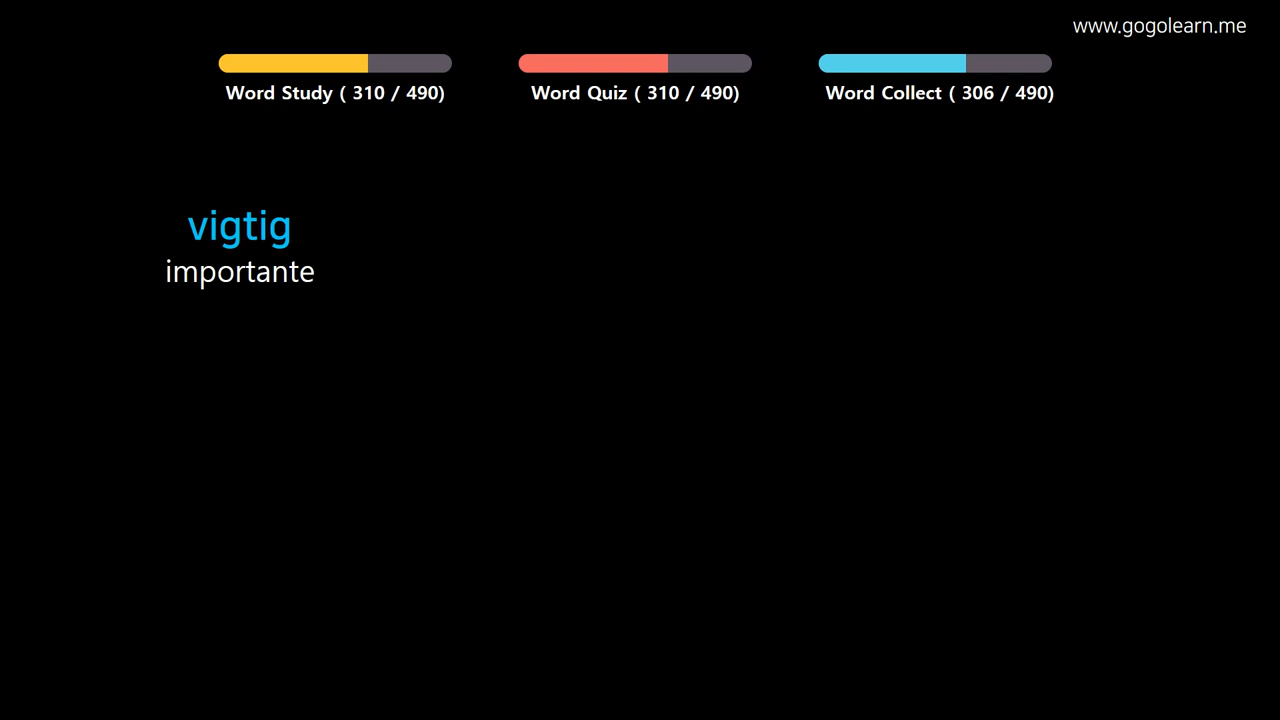 www.gogolearn.me
Word Study ( 310 / 490)
Word Quiz ( 310 / 490)
Word Collect ( 306 / 490)
vigtig
importante